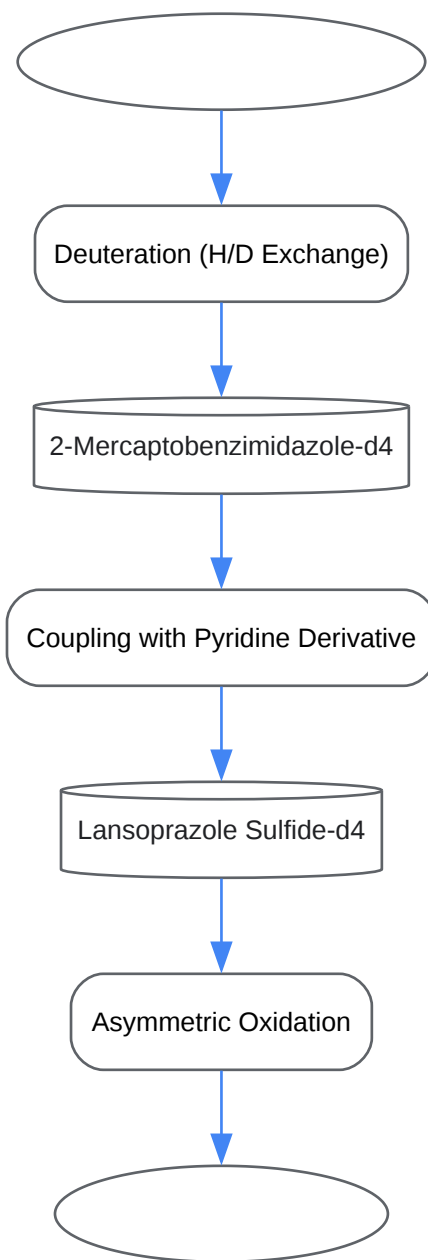 Deuteration (H/D Exchange)
2-Mercaptobenzimidazole-d4
Coupling with Pyridine Derivative
Lansoprazole Sulfide-d4
Asymmetric Oxidation